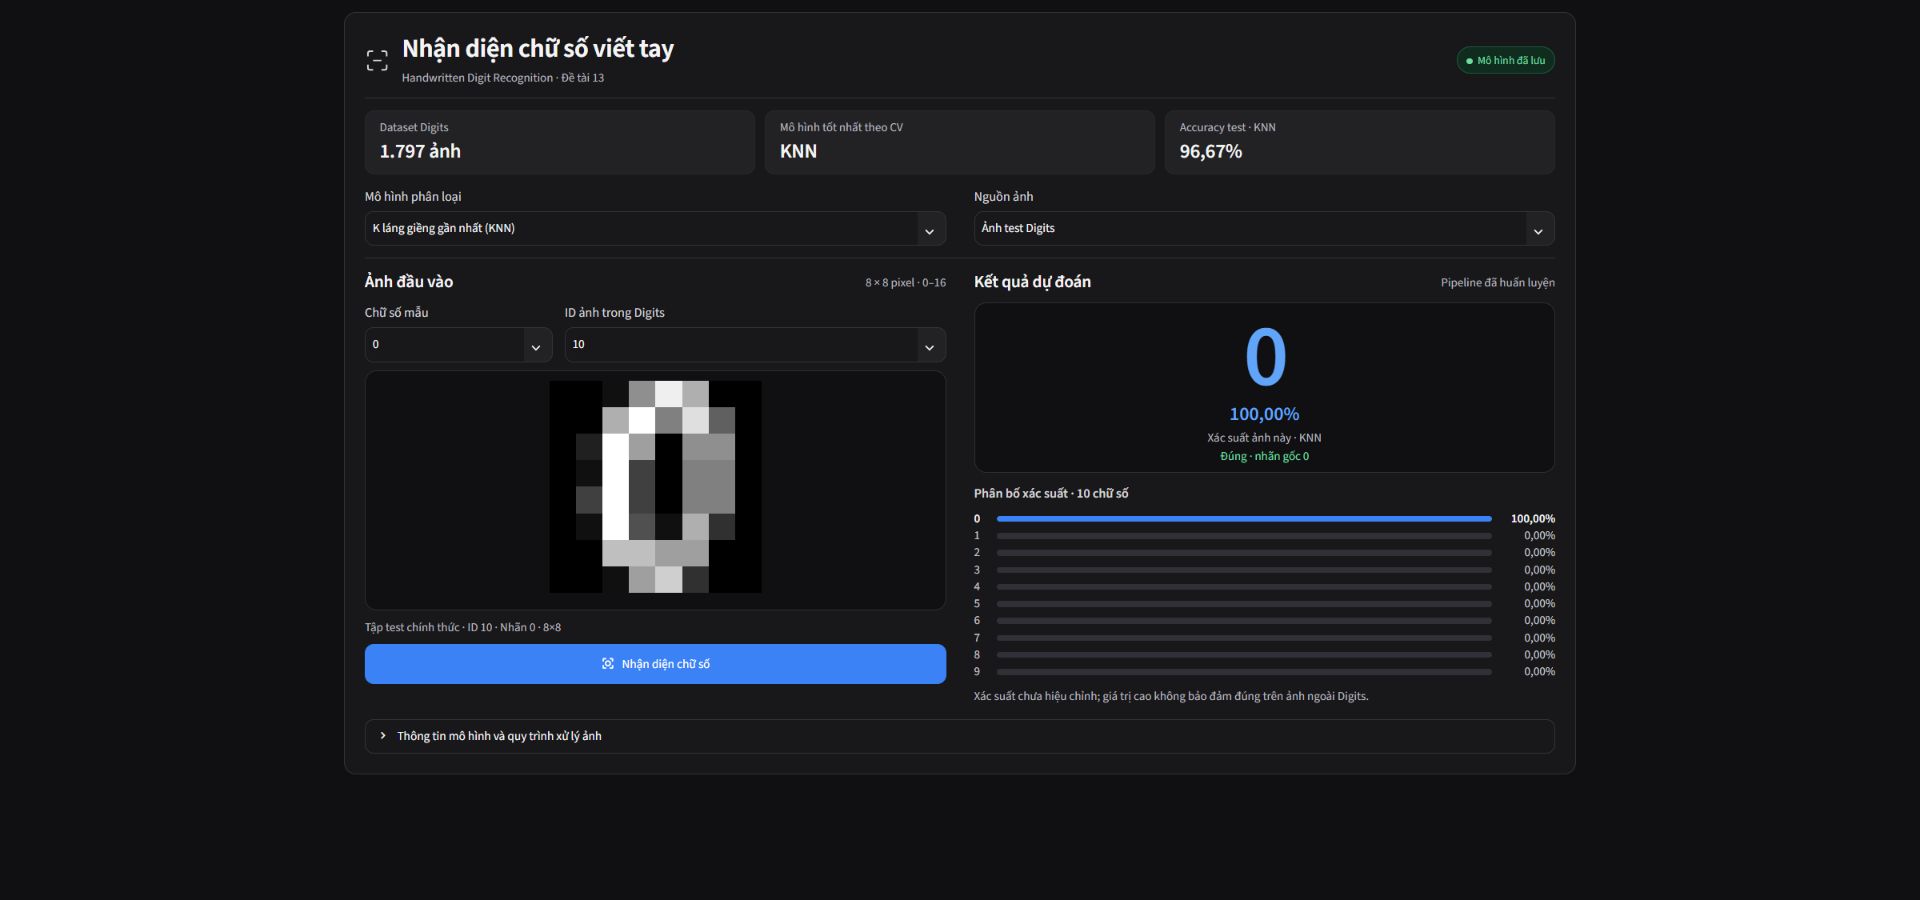 Nhận diện chữ số viết tay
Handwritten Digit Recognition · Đề tài 13
Mô hình đã lưu
Dataset Digits
1.797 ảnh
Mô hình tốt nhất theo CV
KNN
Accuracy test · KNN
96,67%
Mô hình phân loại
K láng giềng gần nhất (KNN)
Nguồn ảnh
Ảnh test Digits
Ảnh đầu vào
8 × 8 pixel · 0–16
Chữ số mẫu
0
ID ảnh trong Digits
10
Tập test chính thức · ID 10 · Nhãn 0 · 8×8
Nhận diện chữ số
Kết quả dự đoán
Pipeline đã huấn luyện
0
100,00%
Xác suất ảnh này · KNN
Đúng · nhãn gốc 0
Phân bố xác suất · 10 chữ số
0 100,00%
1 0,00%
2 0,00%
3 0,00%
4 0,00%
5 0,00%
6 0,00%
7 0,00%
8 0,00%
9 0,00%
Xác suất chưa hiệu chỉnh; giá trị cao không bảo đảm đúng trên ảnh ngoài Digits.
Thông tin mô hình và quy trình xử lý ảnh